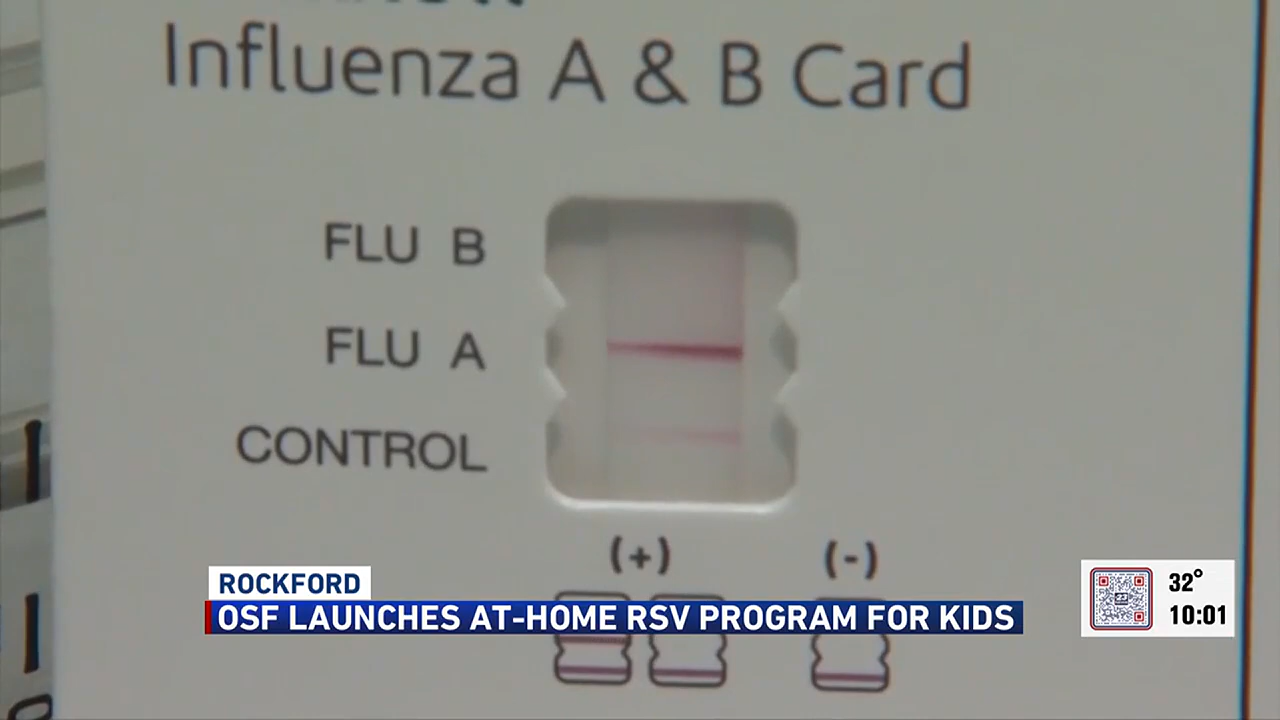 Influenza A & B Card
FLU B
FLU A
CONTROL
(+) (-)
ROCKFORD
OSF LAUNCHES AT-HOME RSV PROGRAM FOR KIDS
32°
10:01